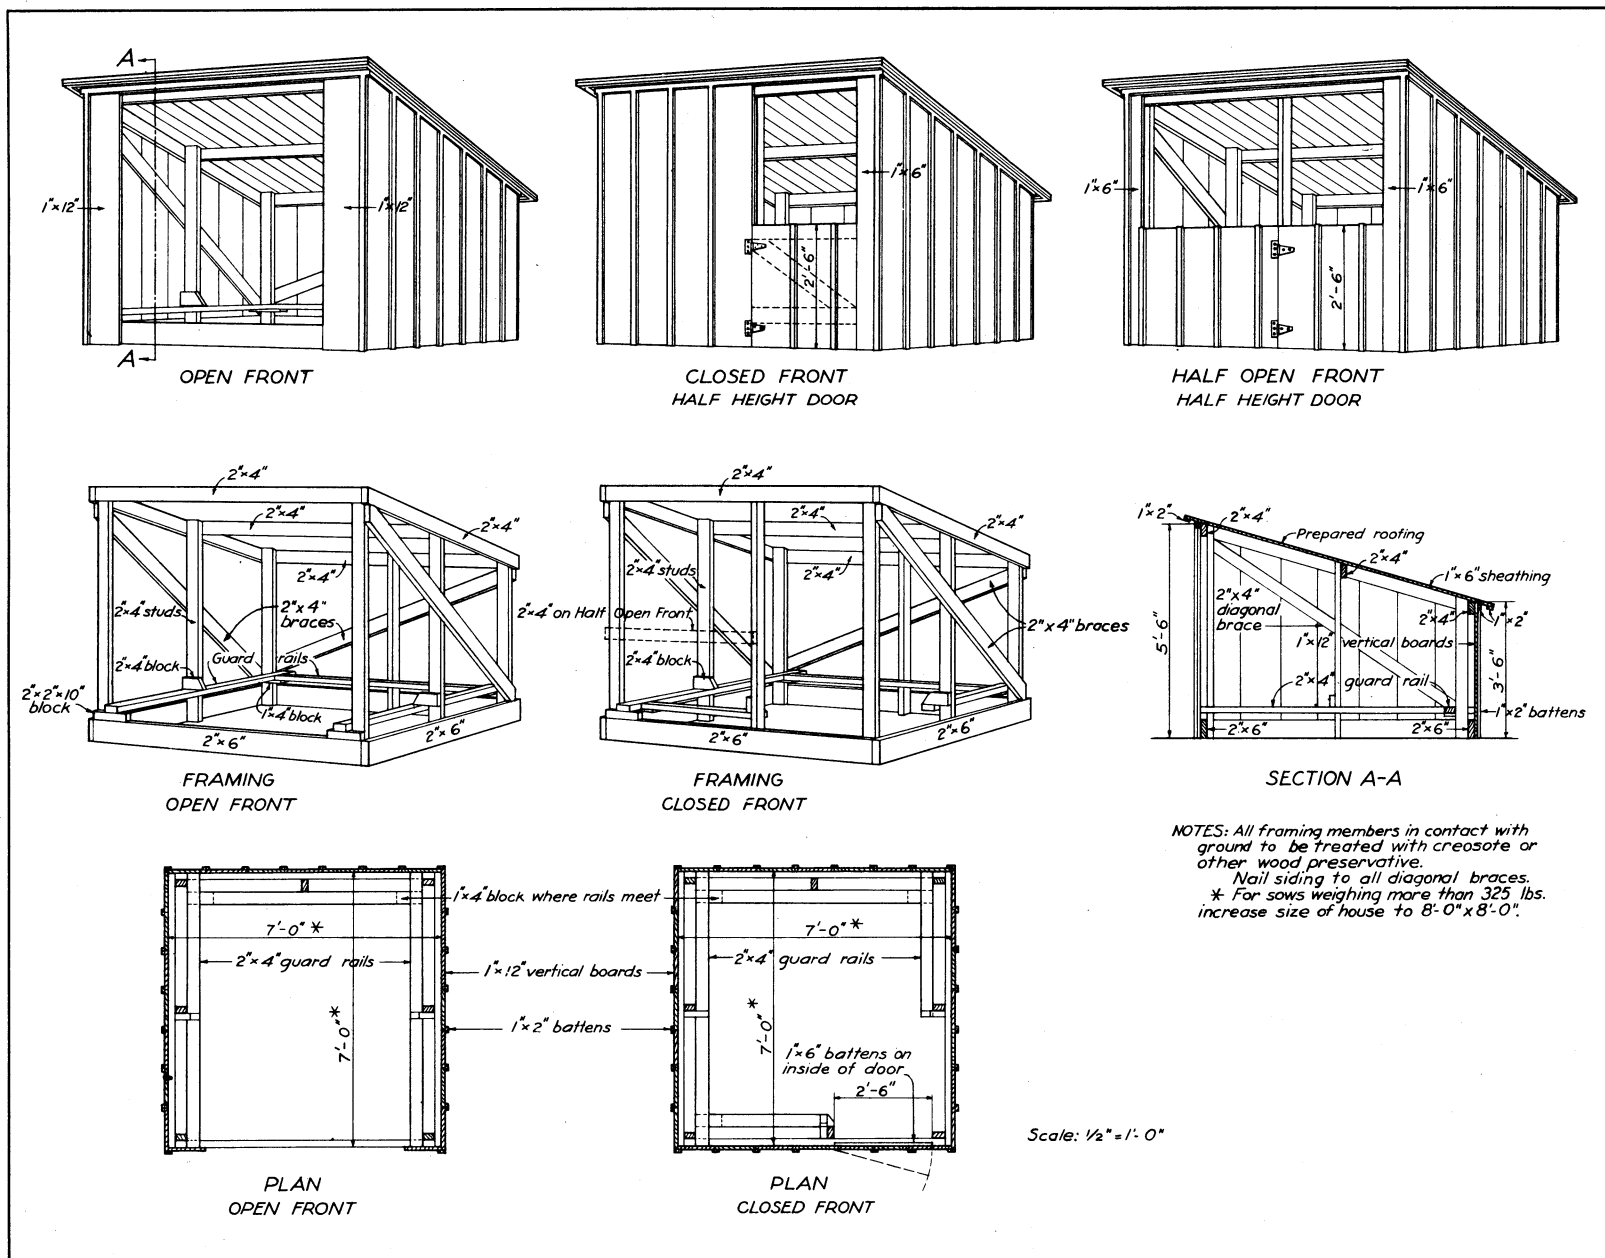 A
1"×12"
1"×12"
A
OPEN FRONT
1"×6"
2'-6"
CLOSED FRONT
HALF HEIGHT DOOR
1"×6"
1"×6"
2'-6"
HALF OPEN FRONT
HALF HEIGHT DOOR
2"×4"
2"×4"
2"×4"
2"×4"
2"×4" studs
2"×4"
braces
2"×4" block
Guard rails
2"×2"×10"
block
1"×4" block
2"×6"
2"×6"
FRAMING
OPEN FRONT
2"×4"
2"×4"
2"×4"
2"×4"
2"×4" studs
2"×4" on Half Open Front
2"×4" braces
2"×4" block
2"×6"
2"×6"
FRAMING
CLOSED FRONT
1"×2"
2"×4"
Prepared roofing
2"×4"
1"×6" sheathing
2"×4"
diagonal
brace
2"×4"
1"×2"
1"×12" vertical boards
5'-6"
3'-6"
2"×4" guard rail
1"×2" battens
2"×6"
2"×6"
SECTION A-A
NOTES: All framing members in contact with
ground to be treated with creosote or
other wood preservative.
Nail siding to all diagonal braces.
* For sows weighing more than 325 lbs.
increase size of house to 8'-0"×8'-0".
1"×4" block where rails meet
7'-0" *
2"×4" guard rails
1"×12" vertical boards
7'-0" *
1"×2" battens
PLAN
OPEN FRONT
7'-0" *
2"×4" guard rails
7'-0" *
1"×6" battens on
inside of door
2'-6"
PLAN
CLOSED FRONT
Scale: 1/2" = 1'-0"